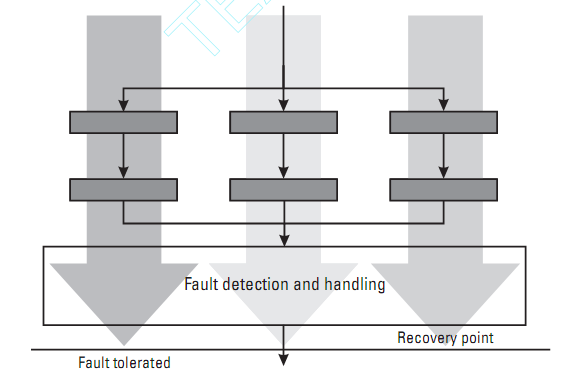 Fault detection and handling
Recovery point
Fault tolerated